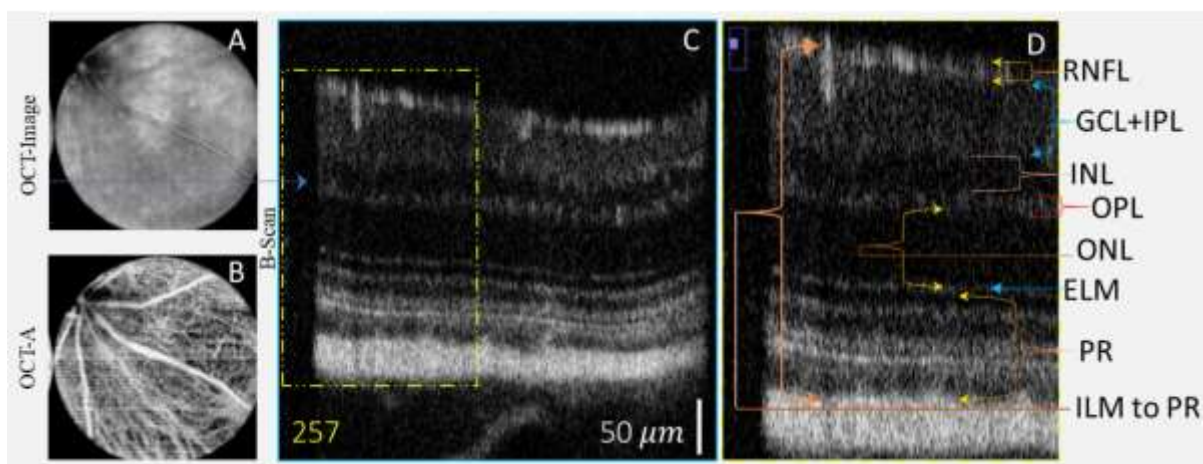 OCT-Image
A
OCT-A
B
B-Scan
C
257
50 μm
D
RNFL
GCL+IPL
INL
OPL
ONL
ELM
PR
ILM to PR